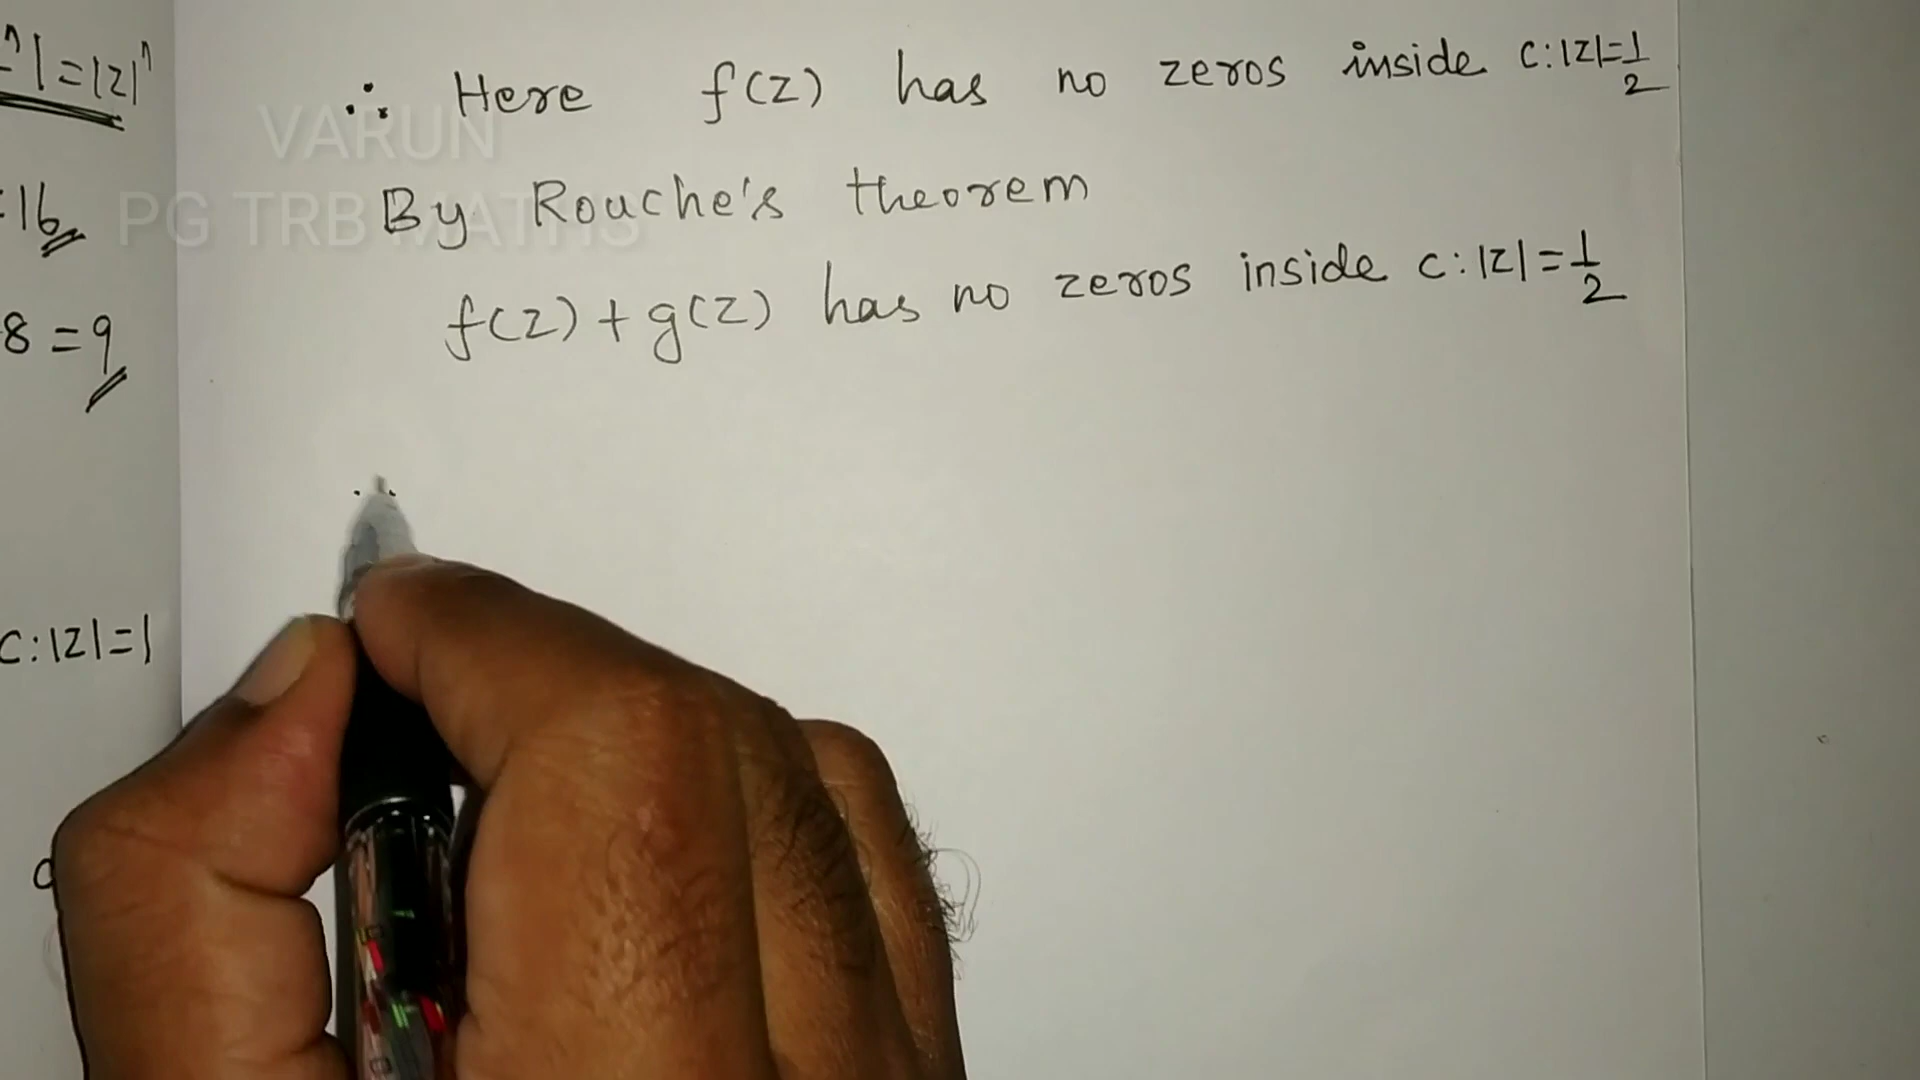 1 = |z|^n
= 16
8 = 9
C: |z| = 1
∴ Here f(z) has no zeros inside C: |z| = 1/2
By Rouche's theorem
f(z) + g(z) has no zeros inside C: |z| = 1/2
VARUN
PG TRB MATHS